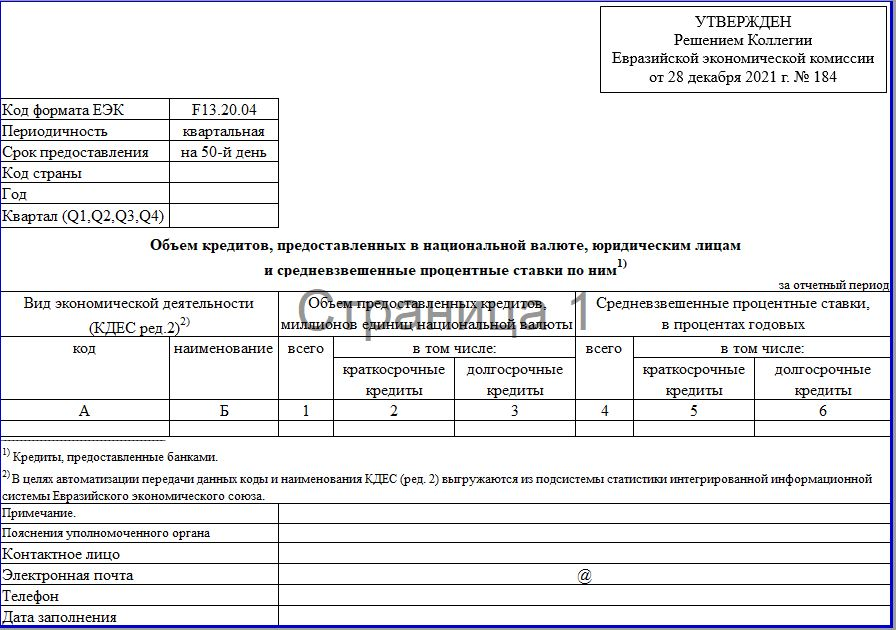 УТВЕРЖДЕН
Решением Коллегии
Евразийской экономической комиссии
от 28 декабря 2021 г. № 184
Код формата ЕЭК F13.20.04
Периодичность квартальная
Срок предоставления на 50-й день
Код страны
Год
Квартал (Q1,Q2,Q3,Q4)
Объем кредитов, предоставленных в национальной валюте, юридическим лицам
и средневзвешенные процентные ставки по ним1)
за отчетный период
Страница 1
Вид экономической деятельности Объем предоставленных кредитов, Средневзвешенные процентные ставки,
(КДЕС ред.2)2) миллионов единиц национальной валюты в процентах годовых
код наименование всего в том числе: всего в том числе:
краткосрочные долгосрочные краткосрочные долгосрочные
кредиты кредиты кредиты кредиты
А Б 1 2 3 4 5 6
1) Кредиты, предоставленные банками.
2) В целях автоматизации передачи данных коды и наименования КДЕС (ред. 2) выгружаются из подсистемы статистики интегрированной информационной
системы Евразийского экономического союза.
Примечание.
Пояснения уполномоченного органа
Контактное лицо
Электронная почта @
Телефон
Дата заполнения